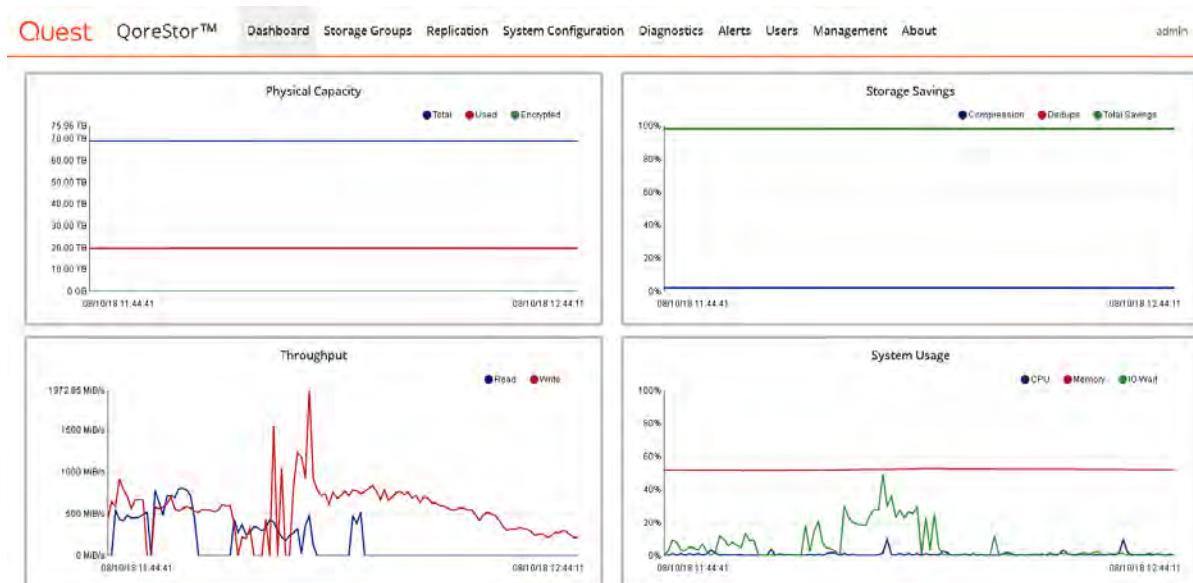 Quest QoreStor™ Dashboard Storage Groups Replication System Configuration Diagnostics Alerts Users Management About admin
Physical Capacity
Total Used Encrypted
75.96 TB
70.00 TB
60.00 TB
50.00 TB
40.00 TB
30.00 TB
20.00 TB
10.00 TB
0.0B
08/10/18 11:44:41 08/10/18 12:44:11
Storage Savings
Compression Dedupe Total Savings
100%
80%
60%
40%
20%
0%
08/10/18 11:44:41 08/10/18 12:44:11
Throughput
Read Write
1972.85 MiB/s
1500 MiB/s
1000 MiB/s
500 MiB/s
0 MiB/s
08/10/18 11:44:41 08/10/18 12:44:11
System Usage
CPU Memory IO Wait
100%
80%
60%
40%
20%
0%
08/10/18 11:44:41 08/10/18 12:44:11